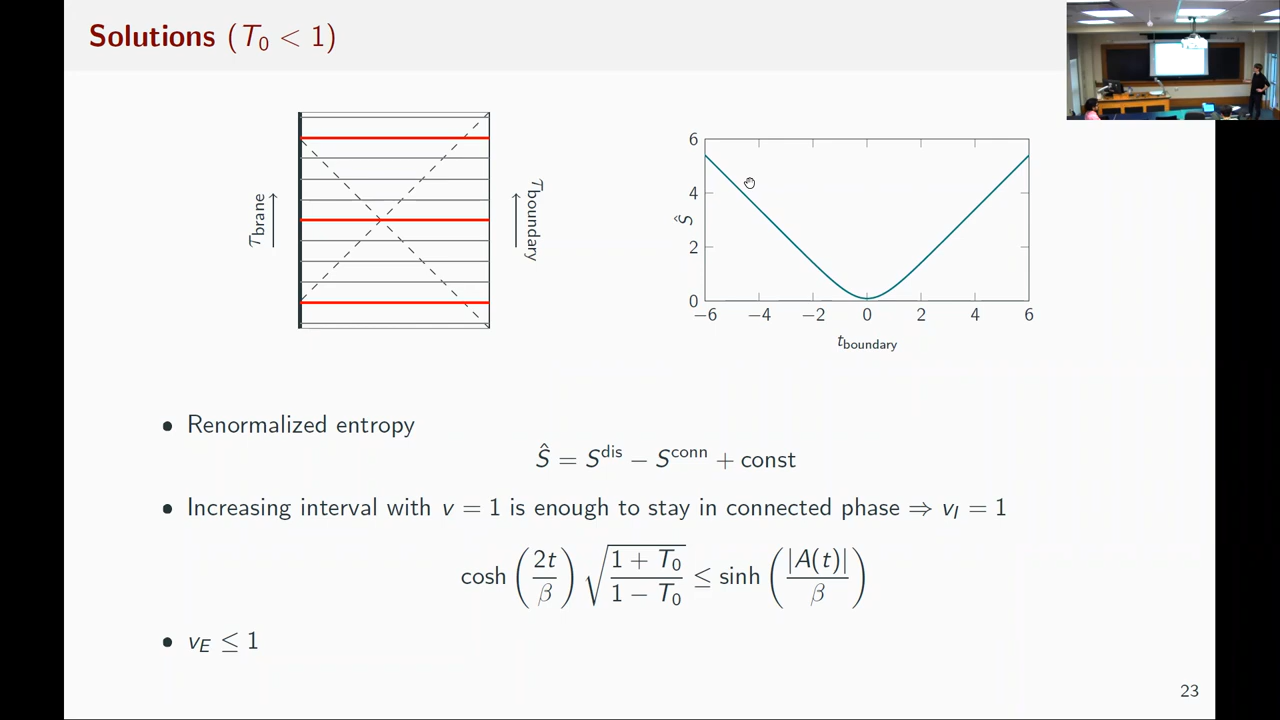 Solutions (T₀ < 1)
τ_brane
τ_boundary
6
4
2
0
Ŝ
−6 −4 −2 0 2 4 6
t_boundary
• Renormalized entropy
Ŝ = S^dis − S^conn + const
• Increasing interval with v = 1 is enough to stay in connected phase ⇒ v_I = 1
cosh(2t/β) √((1 + T₀)/(1 − T₀)) ≤ sinh(|A(t)|/β)
• v_E ≤ 1
23